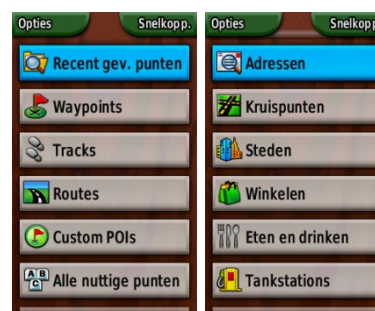 Opties Snelkopp.
Recent gev. punten
Waypoints
Tracks
Routes
Custom POIs
A B C
Alle nuttige punten
Opties Snelkopp
Adressen
Kruispunten
Steden
Winkelen
Eten en drinken
Tankstations